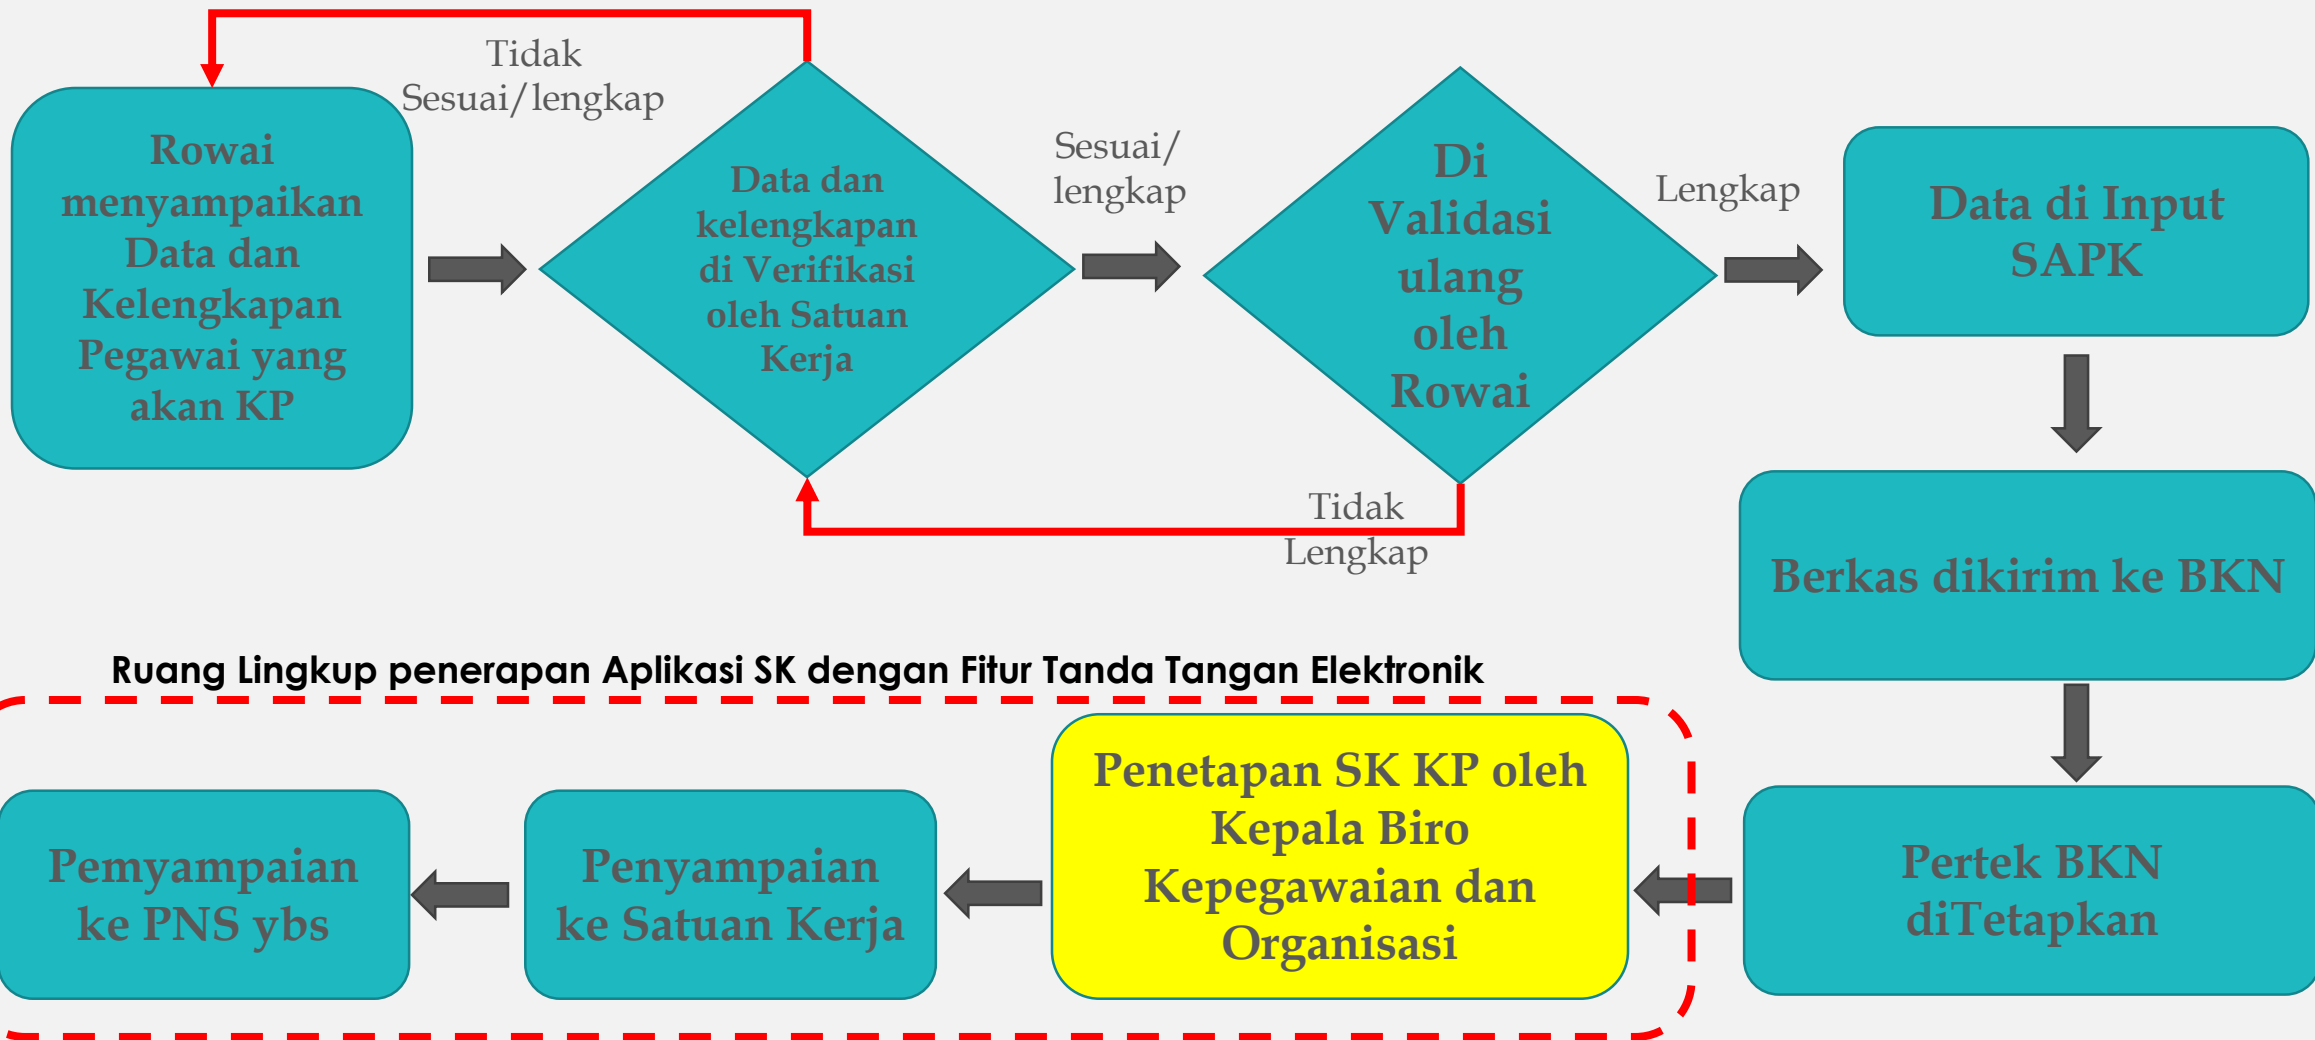 Tidak
Sesuai/lengkap
Rowai
menyampaikan
Data dan
Kelengkapan
Pegawai yang
akan KP
Data dan
kelengkapan
di Verifikasi
oleh Satuan
Kerja
Sesuai/
lengkap
Di
Validasi
ulang
oleh
Rowai
Lengkap
Data di Input
SAPK
Tidak
Lengkap
Berkas dikirim ke BKN
Ruang Lingkup penerapan Aplikasi SK dengan Fitur Tanda Tangan Elektronik
Pertek BKN
diTetapkan
Penetapan SK KP oleh
Kepala Biro
Kepegawaian dan
Organisasi
Penyampaian
ke Satuan Kerja
Pemyampaian
ke PNS ybs